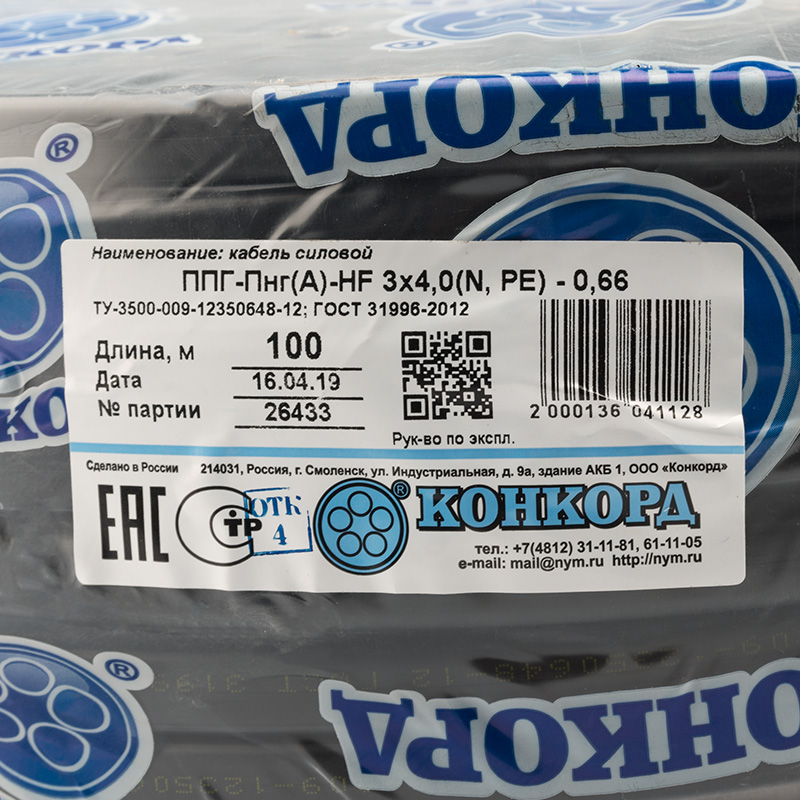 КОНКОРД
®
Наименование: кабель силовой
ППГ-Пнг(А)-HF 3х4,0(N, PE) - 0,66
ТУ-3500-009-12350648-12; ГОСТ 31996-2012
Длина, м 100
Дата 16.04.19
№ партии 26433
Рук-во по экспл.
2 000136 041128
Сделано в России 214031, Россия, г. Смоленск, ул. Индустриальная, д. 9а, здание АКБ 1, ООО «Конкорд»
ЕАС
СТР
ОТК
4
® КОНКОРД
тел.: +7(4812) 31-11-81, 61-11-05
e-mail: mail@nym.ru http://nym.ru
®
КОНКОРД